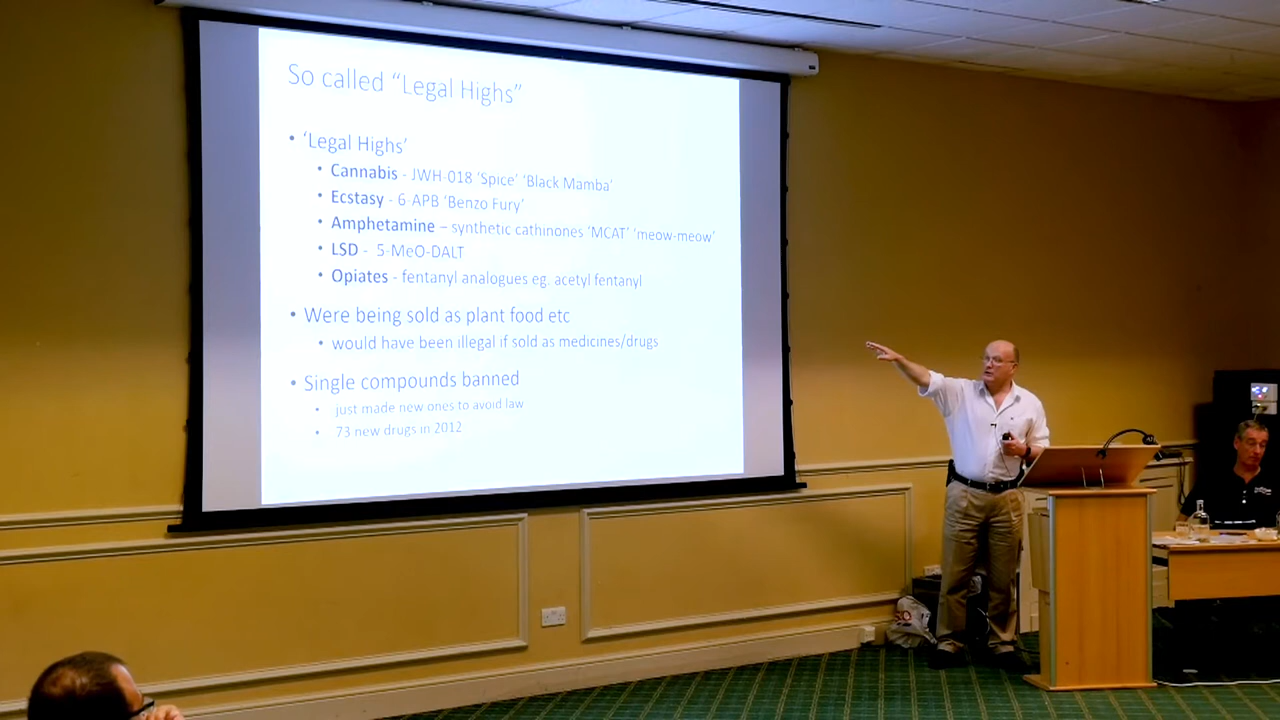 So called “Legal Highs”
• ‘Legal Highs’
• Cannabis - JWH-018 ‘Spice’ ‘Black Mamba’
• Ecstasy - 6-APB ‘Benzo Fury’
• Amphetamine – synthetic cathinones ‘MCAT’ ‘meow-meow’
• LSD - 5-MeO-DALT
• Opiates - fentanyl analogues eg. acetyl fentanyl
• Were being sold as plant food etc
• would have been illegal if sold as medicines/drugs
• Single compounds banned
• just made new ones to avoid law
• 73 new drugs in 2012